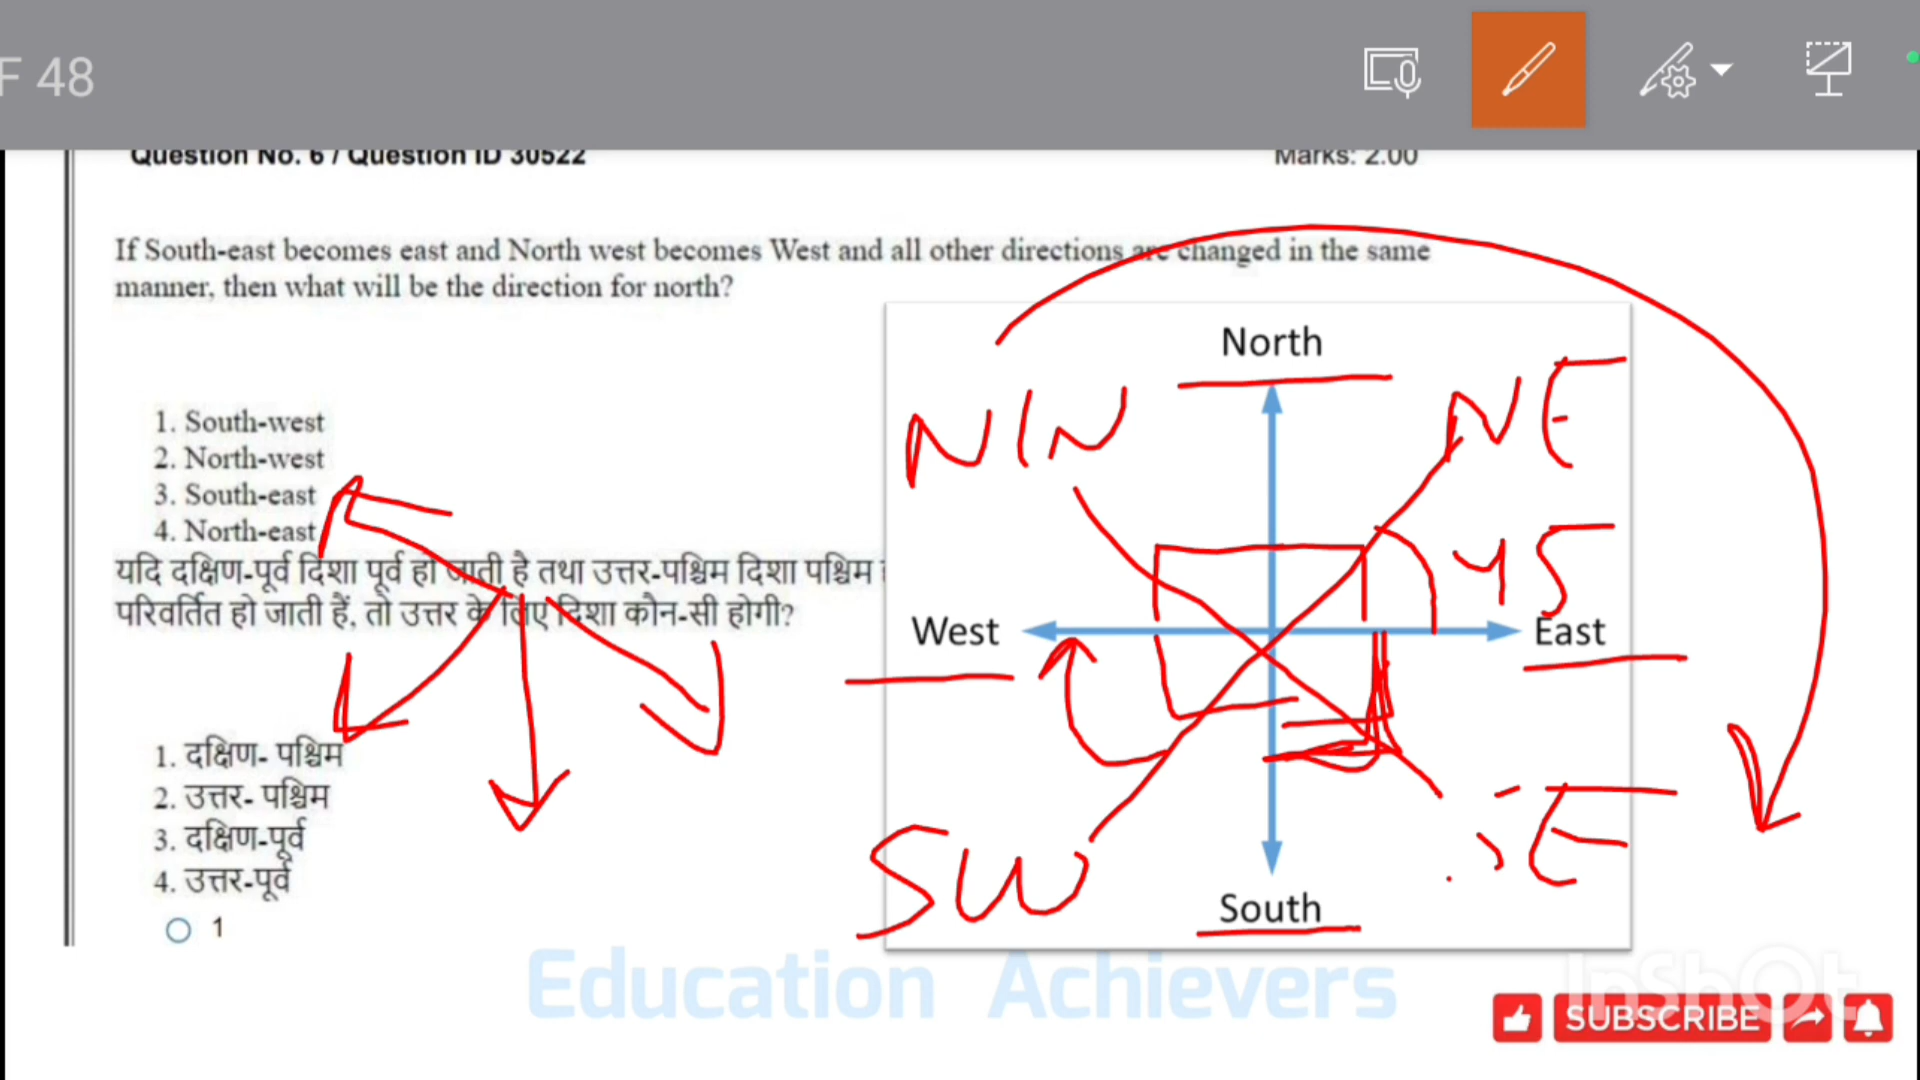 F 48
Question No. 6 / Question ID 30522
Marks: 2.00
If South-east becomes east and North west becomes West and all other directions are changed in the same
manner, then what will be the direction for north?
1. South-west
2. North-west
3. South-east
4. North-east
यदि दक्षिण-पूर्व दिशा पूर्व हो जाती है तथा उत्तर-पश्चिम दिशा पश्चिम
परिवर्तित हो जाती हैं, तो उत्तर के लिए दिशा कौन-सी होगी?
1. दक्षिण- पश्चिम
2. उत्तर- पश्चिम
3. दक्षिण-पूर्व
4. उत्तर-पूर्व
1
North
NW
NE
45
West
East
SW
SE
South
Education Achievers
InShOt
SUBSCRIBE